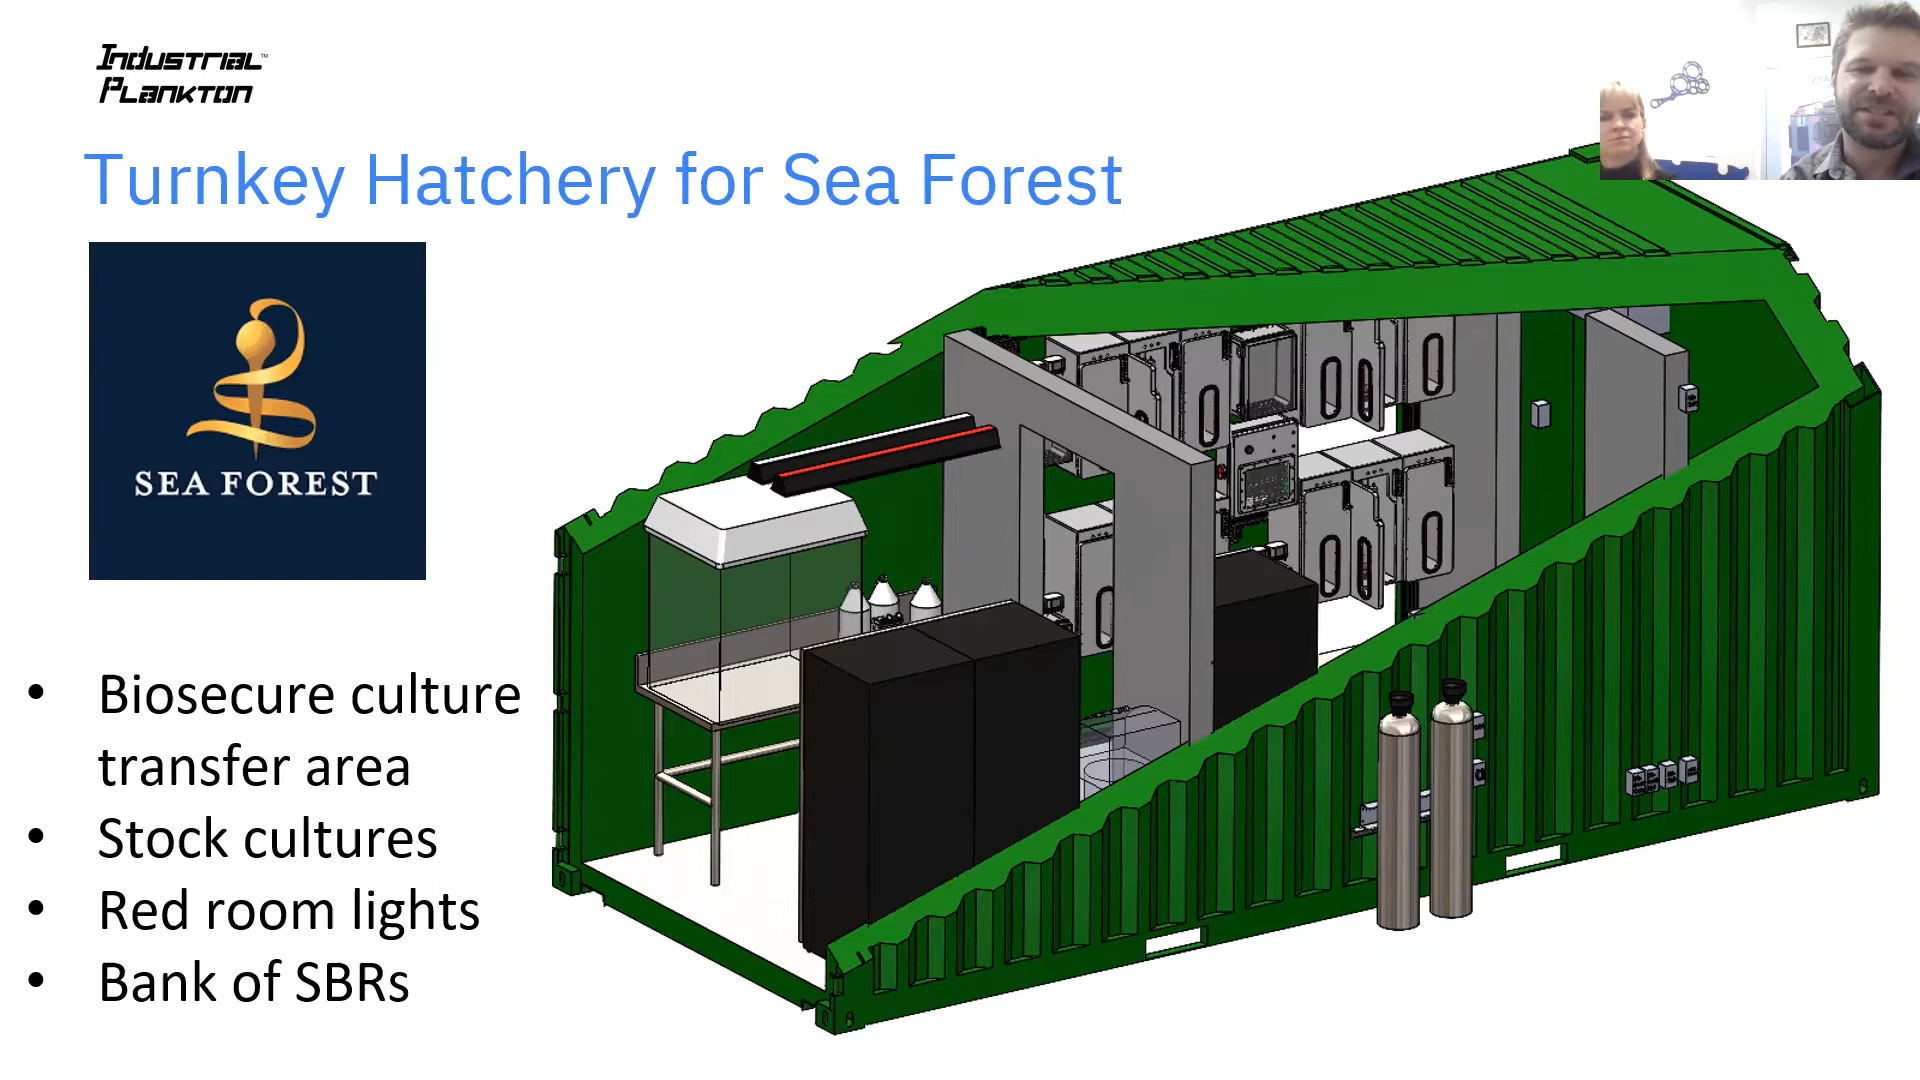 Industrial™
Plankton
Turnkey Hatchery for Sea Forest
SEA FOREST
• Biosecure culture
transfer area
• Stock cultures
• Red room lights
• Bank of SBRs